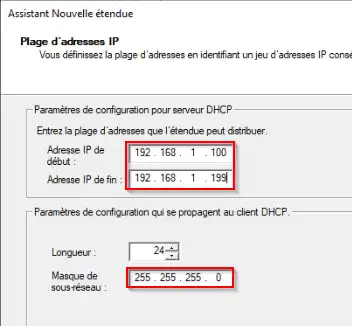 Assistant Nouvelle étendue
Plage d'adresses IP
Vous définissez la plage d'adresses en identifiant un jeu d'adresses IP consé
Paramètres de configuration pour serveur DHCP
Entrez la plage d'adresses que l'étendue peut distribuer.
Adresse IP de début : 192 . 168 . 1 . 100
Adresse IP de fin : 192 . 168 . 1 . 199
Paramètres de configuration qui se propagent au client DHCP.
Longueur : 24
Masque de sous-réseau : 255 . 255 . 255 . 0